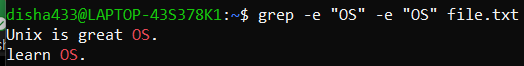 disha433@LAPTOP-43S378K1:~$ grep -e "OS" -e "OS" file.txt
Unix is great OS.
learn OS.